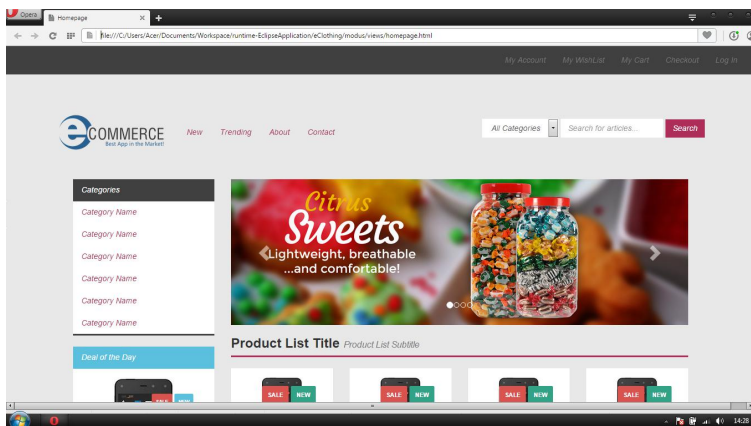 Opera
Homepage
file:///C:/Users/Acer/Documents/Workspace/runtime-EclipseApplication/eClothing/modus/views/homepage.html
My Account My WishList My Cart Checkout Log In
eCOMMERCE
Best App in the Market!
New Trending About Contact
All Categories Search for articles... Search
Categories
Category Name
Category Name
Category Name
Category Name
Category Name
Category Name
Citrus
Sweets
Lightweight, breathable
...and comfortable!
Product List Title Product List Subtitle
Deal of the Day
SALE NEW
SALE NEW
SALE NEW
SALE NEW
SALE NEW
14:28